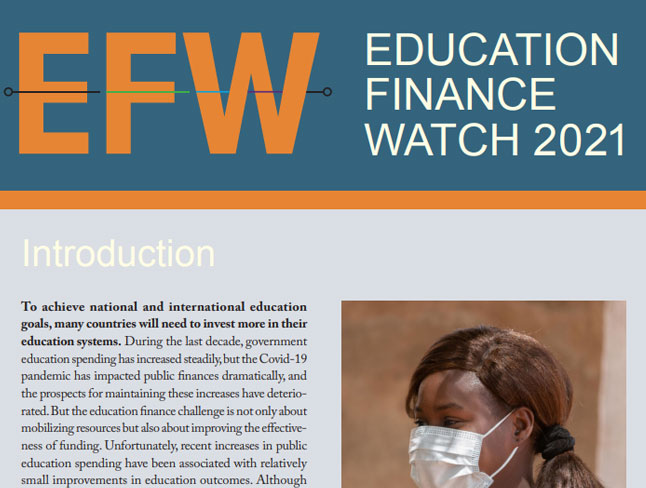 EFW
EDUCATION
FINANCE
WATCH 2021
Introduction
To achieve national and international education
goals, many countries will need to invest more in their
education systems. During the last decade, government
education spending has increased steadily, but the Covid-19
pandemic has impacted public finances dramatically, and
the prospects for maintaining these increases have deterio-
rated. But the education finance challenge is not only about
mobilizing resources but also about improving the effective-
ness of funding. Unfortunately, recent increases in public
education spending have been associated with relatively
small improvements in education outcomes. Although